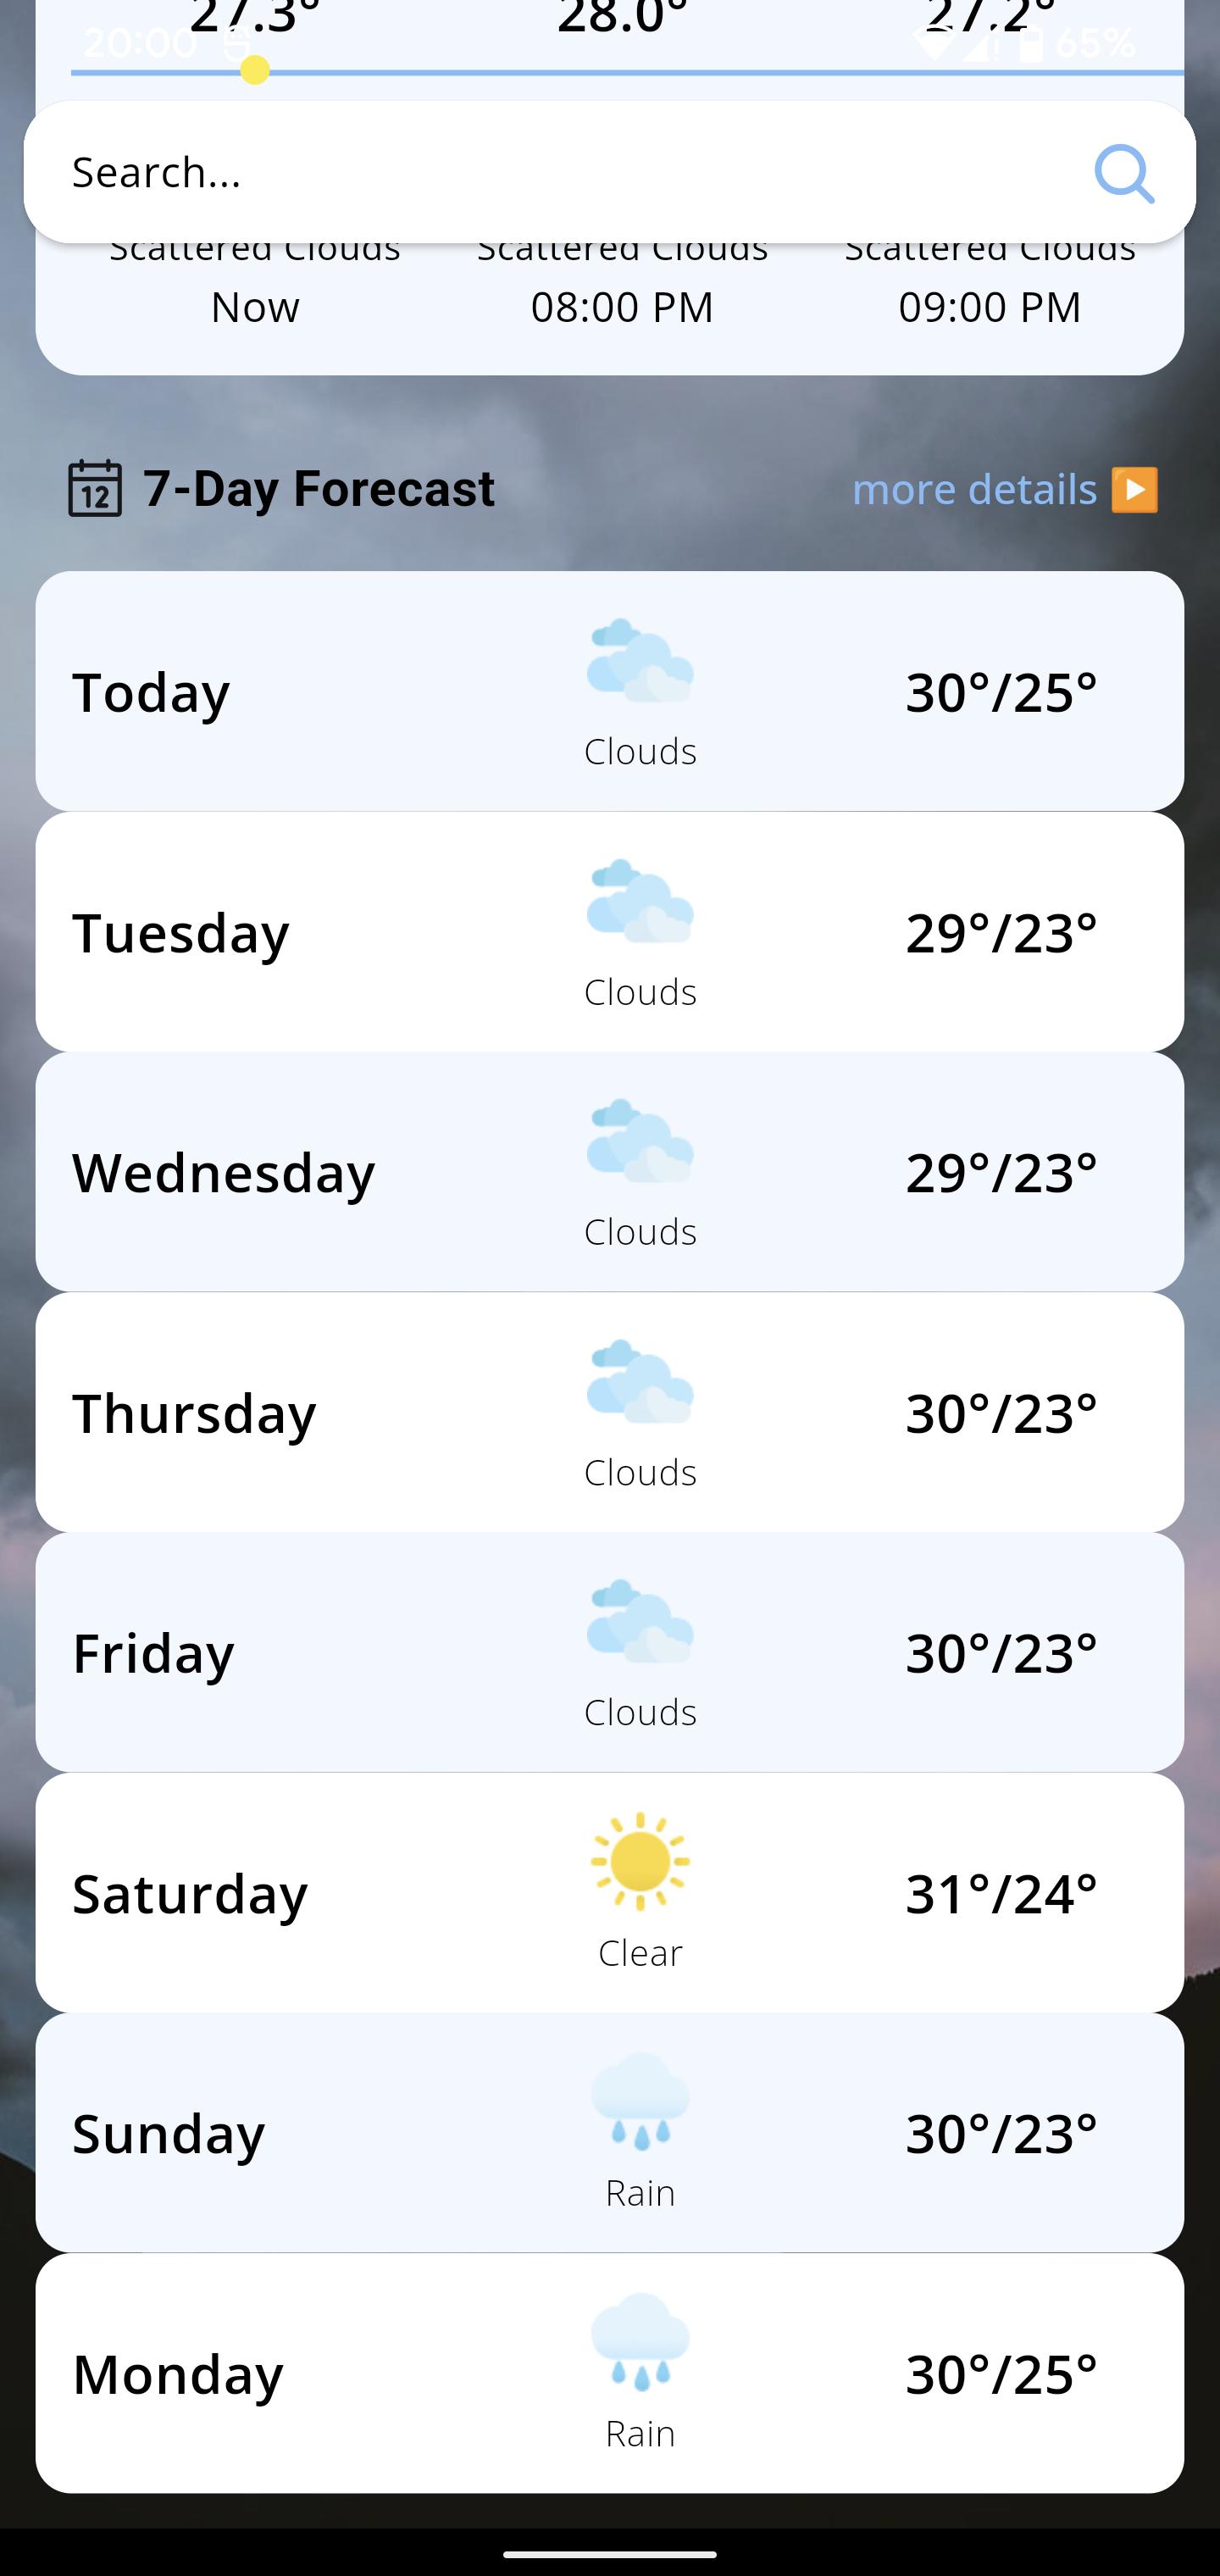 27.3° 28.0° 27.2°
20:00 65%
Search...
Scattered Clouds Scattered Clouds Scattered Clouds
Now 08:00 PM 09:00 PM
12 7-Day Forecast more details
Today 30°/25°
Clouds
Tuesday 29°/23°
Clouds
Wednesday 29°/23°
Clouds
Thursday 30°/23°
Clouds
Friday 30°/23°
Clouds
Saturday 31°/24°
Clear
Sunday 30°/23°
Rain
Monday 30°/25°
Rain